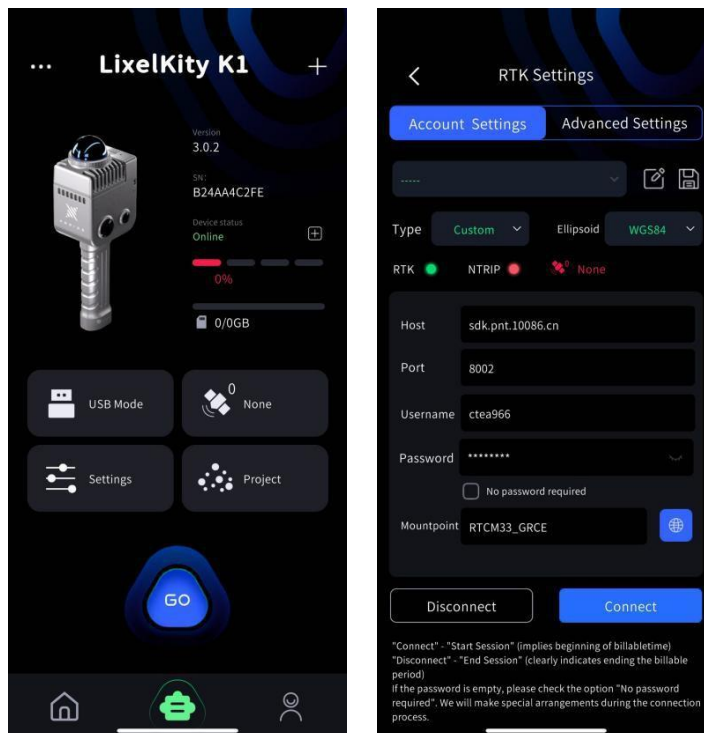 LixelKity K1
Version
3.0.2
SN:
B24AA4C2FE
Device status
Online
0%
0/0GB
USB Mode
0
None
Settings
Project
GO
RTK Settings
Account Settings
Advanced Settings
-----
Type
Custom
Ellipsoid
WGS84
RTK
NTRIP
0
None
Host
sdk.pnt.10086.cn
Port
8002
Username
ctea966
Password
********
No password required
Mountpoint
RTCM33_GRCE
Disconnect
Connect
"Connect" - "Start Session" (implies beginning of billabletime)
"Disconnect" - "End Session" (clearly indicates ending the billable
period)
If the password is empty, please check the option "No password
required". We will make special arrangements during the connection
process.